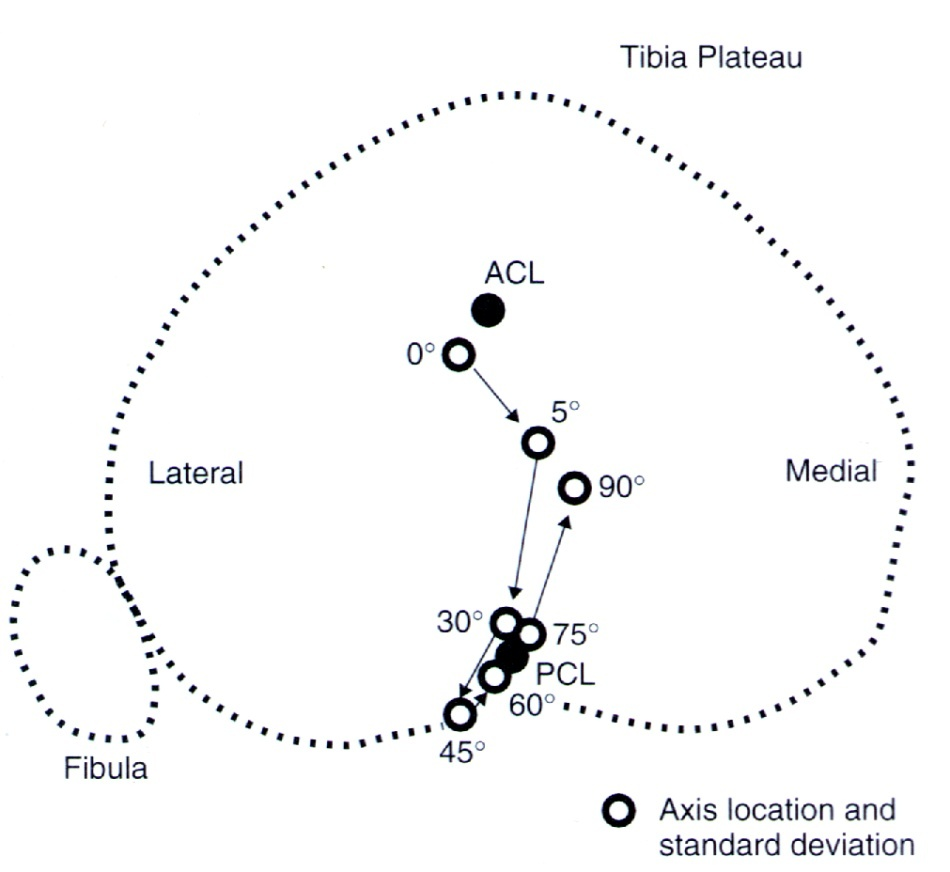 Tibia Plateau
ACL
0°
5°
Lateral
Medial
90°
30°
75°
PCL
60°
45°
Fibula
Axis location and
standard deviation